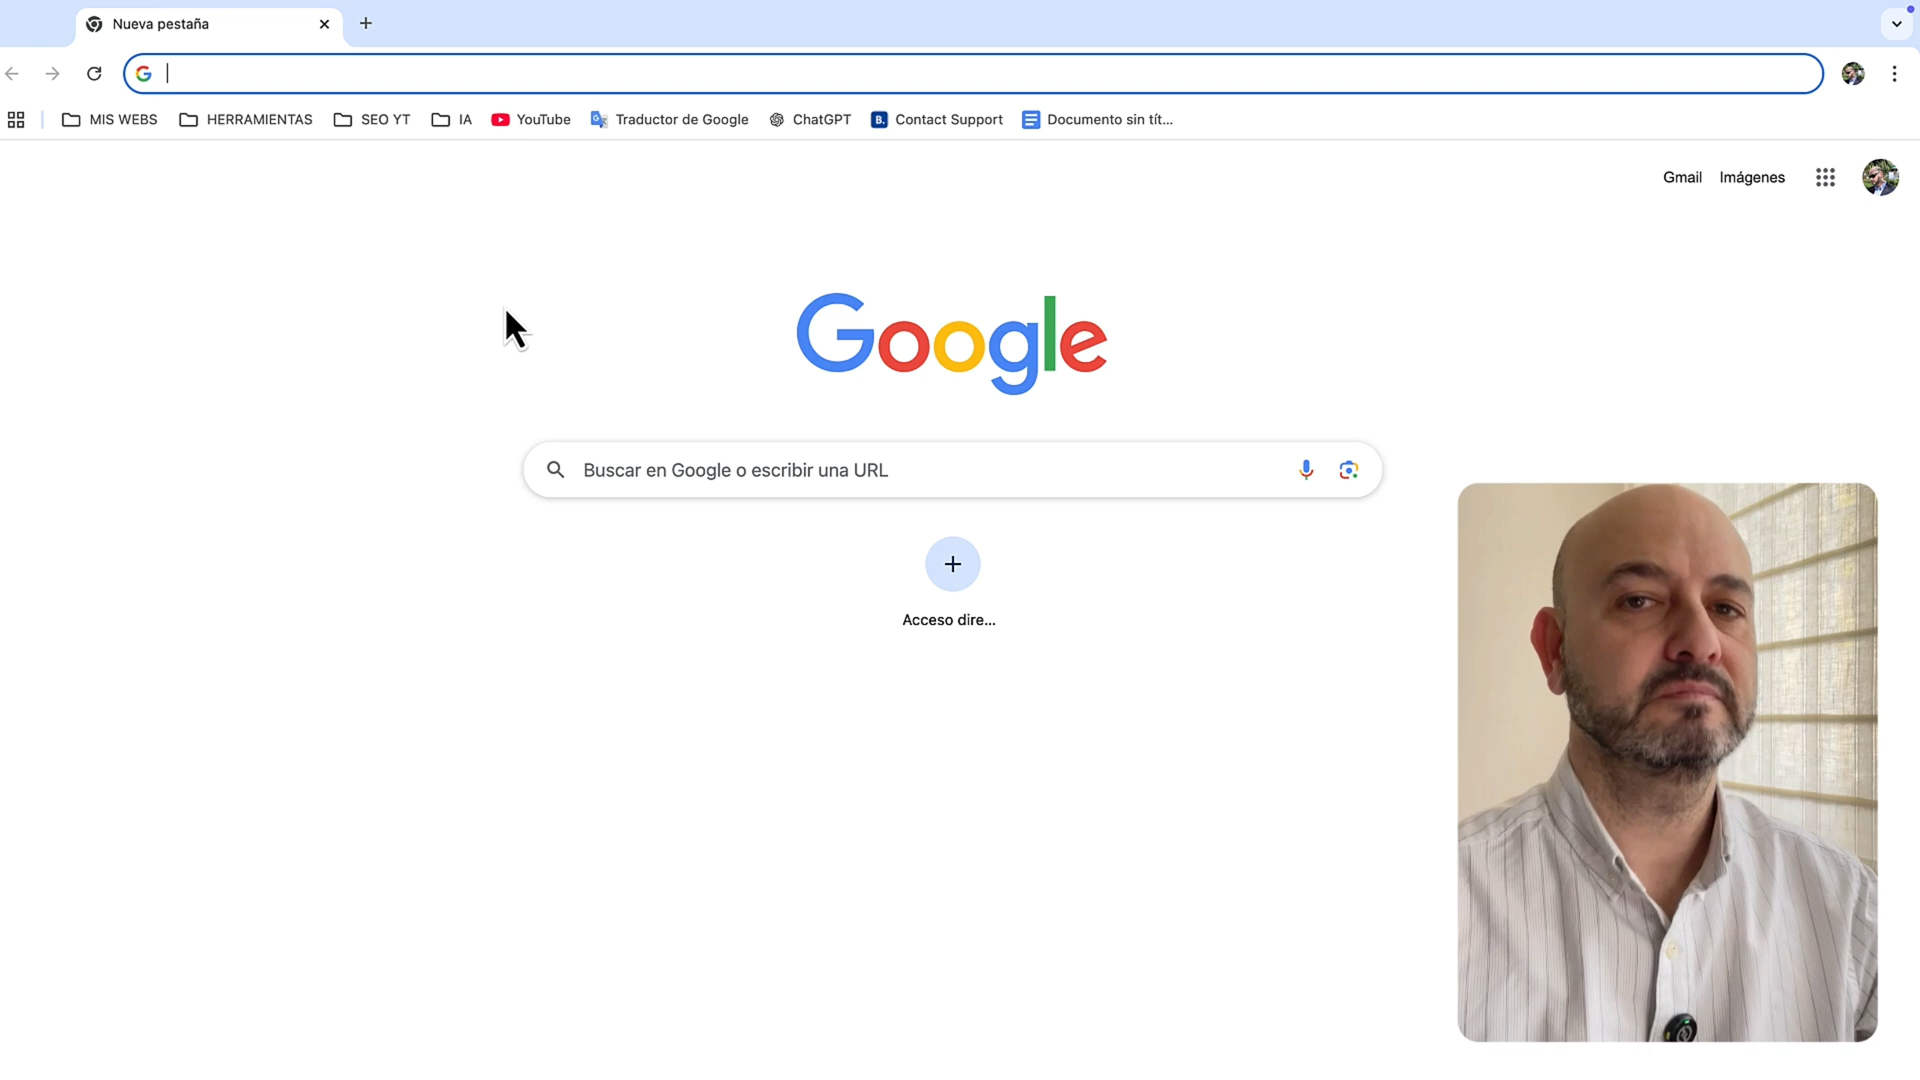 Nueva pestaña
MIS WEBS HERRAMIENTAS SEO YT IA YouTube Traductor de Google ChatGPT B. Contact Support Documento sin tít...
Gmail Imágenes
Google
Buscar en Google o escribir una URL
Acceso dire...